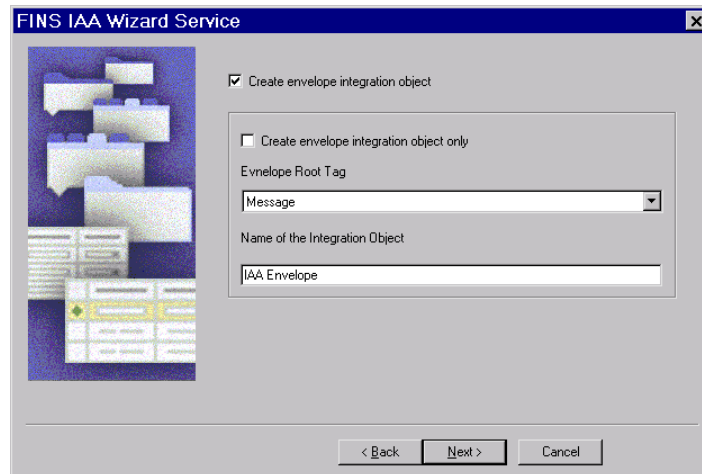 FINS IAA Wizard Service
Create envelope integration object
Create envelope integration object only
Evnelope Root Tag
Message
Name of the Integration Object
IAA Envelope
< Back Next > Cancel